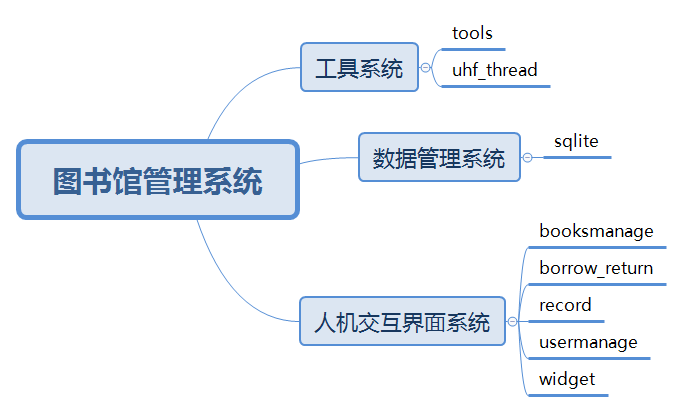 图书馆管理系统
工具系统
tools
uhf_thread
数据管理系统
sqlite
人机交互界面系统
booksmanage
borrow_return
record
usermanage
widget